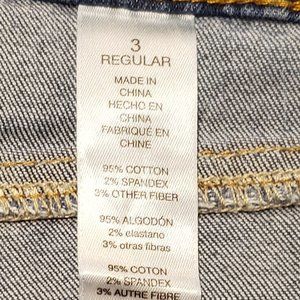 3
REGULAR
MADE IN
CHINA
HECHO EN
CHINA
FABRIQUÉ EN
CHINE
95% COTTON
2% SPANDEX
3% OTHER FIBER
95% ALGODÓN
2% elastano
3% otras fibras
95% COTON
2% SPANDEX
3% AUTRE FIBRE